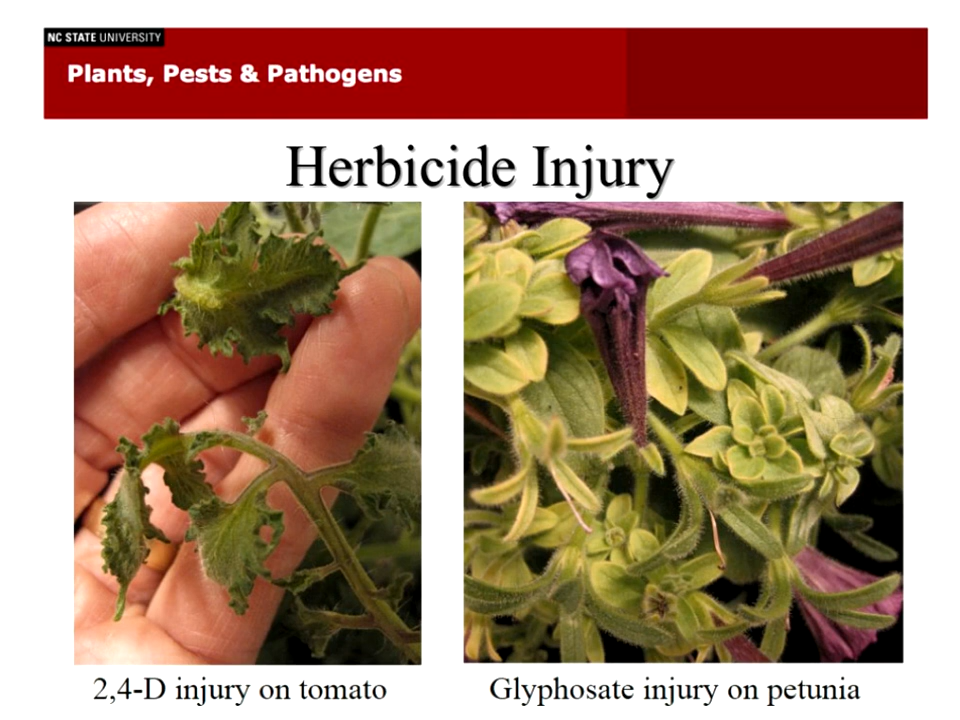 NC STATE UNIVERSITY
Plants, Pests & Pathogens
Herbicide Injury
2,4-D injury on tomato
Glyphosate injury on petunia